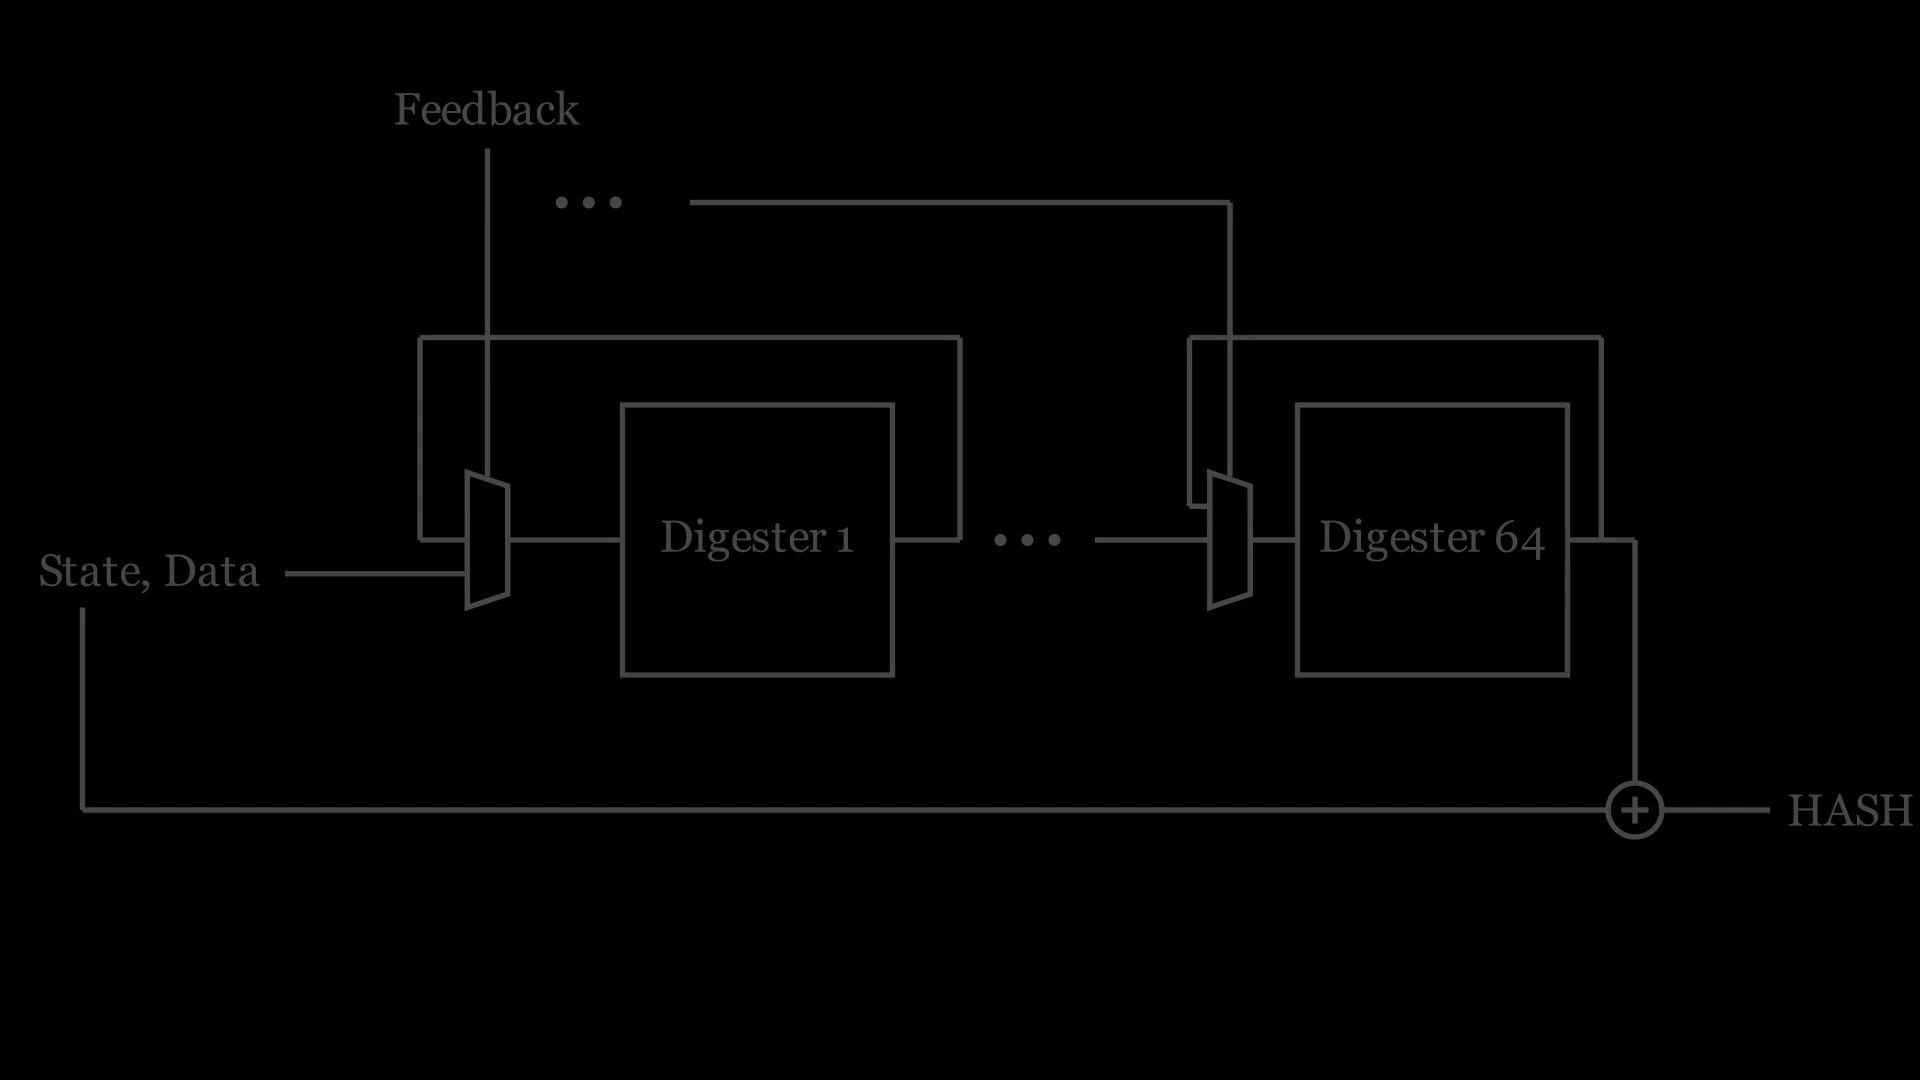 Feedback
State, Data
Digester 1
Digester 64
HASH